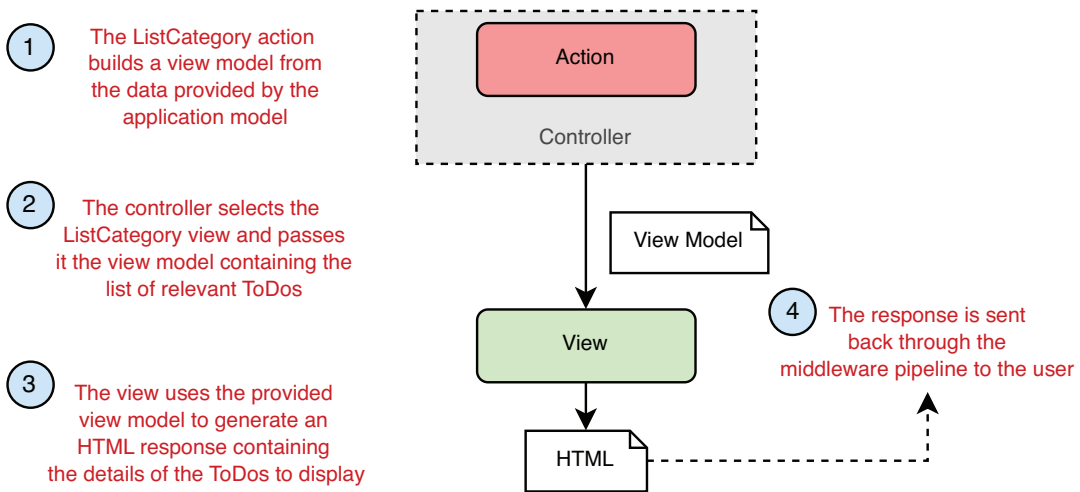 1
The ListCategory action
builds a view model from
the data provided by the
application model
Action
Controller
2
The controller selects the
ListCategory view and passes
it the view model containing the
list of relevant ToDos
View Model
View
3
The view uses the provided
view model to generate an
HTML response containing
the details of the ToDos to display
HTML
4
The response is sent
back through the
middleware pipeline to the user